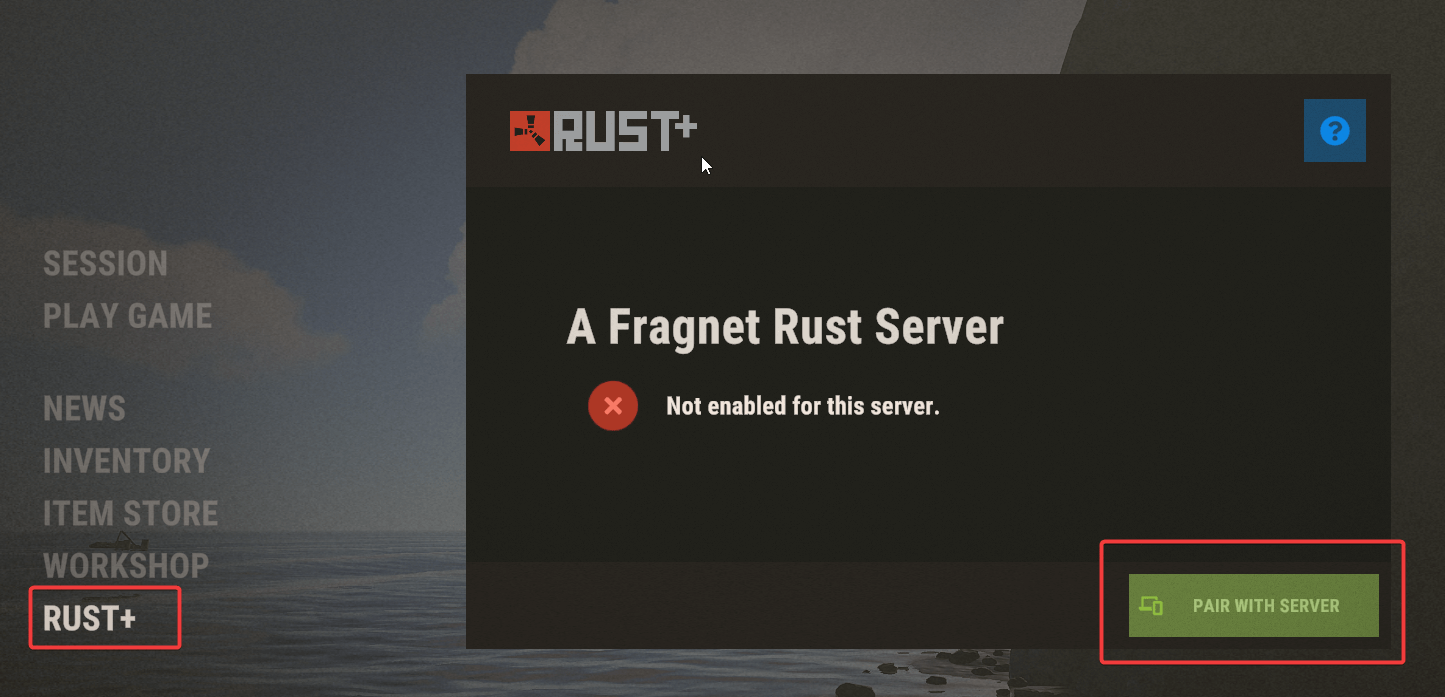 RUST+
?
SESSION
PLAY GAME
NEWS
INVENTORY
ITEM STORE
WORKSHOP
RUST+
A Fragnet Rust Server
Not enabled for this server.
PAIR WITH SERVER